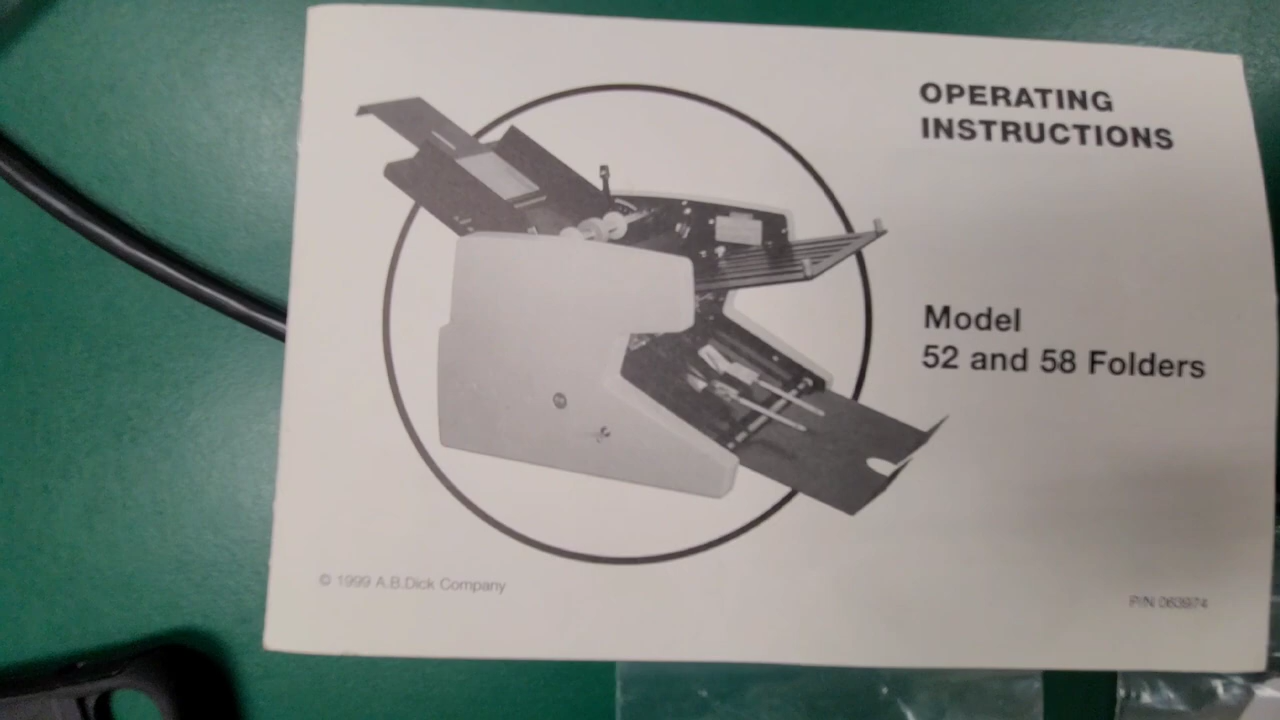 OPERATING
INSTRUCTIONS
Model
52 and 58 Folders
© 1999 A.B.Dick Company
P/N 063974